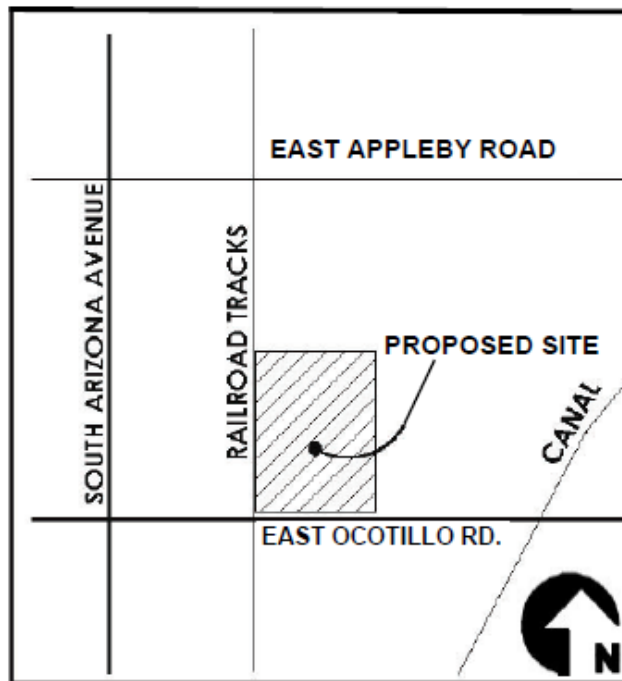 EAST APPLEBY ROAD
SOUTH ARIZONA AVENUE
RAILROAD TRACKS
PROPOSED SITE
CANAL
EAST OCOTILLO RD.
N